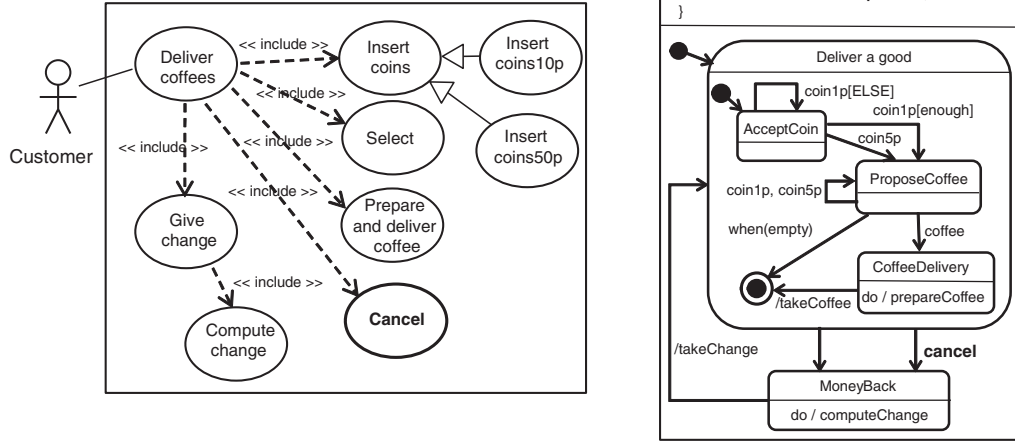 Customer
Deliver
coffees
<< include >>
Insert
coins
Insert
coins10p
<< include >>
Select
Insert
coins50p
<< include >>
<< include >>
<< include >>
Give
change
Prepare
and deliver
coffee
<< include >>
Compute
change
Cancel
}
Deliver a good
coin1p[ELSE]
coin1p[enough]
AcceptCoin
coin5p
ProposeCoffee
coin1p, coin5p
when(empty)
coffee
CoffeeDelivery
do / prepareCoffee
/takeCoffee
/takeChange
cancel
MoneyBack
do / computeChange